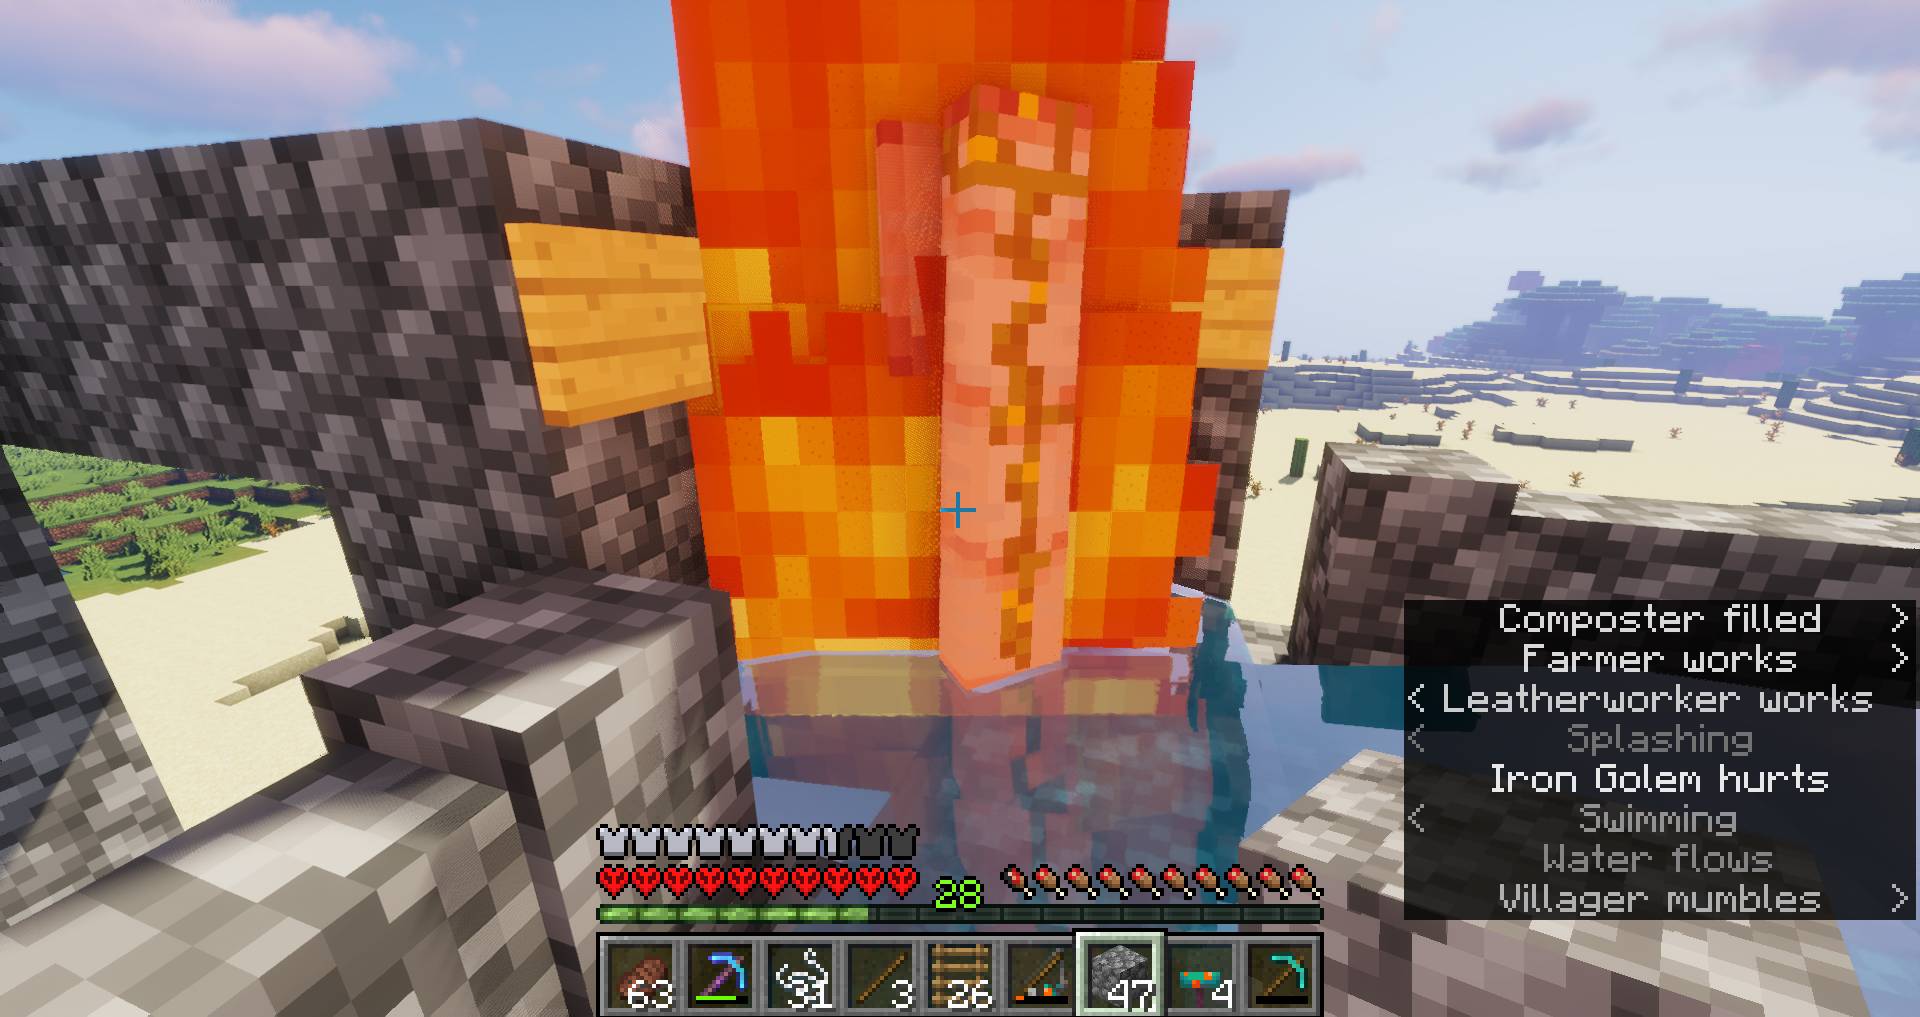 Composter filled >
Farmer works >
< Leatherworker works
< Splashing
Iron Golem hurts
< Swimming
Water flows
Villager mumbles >
28
63 31 3 26 47 4